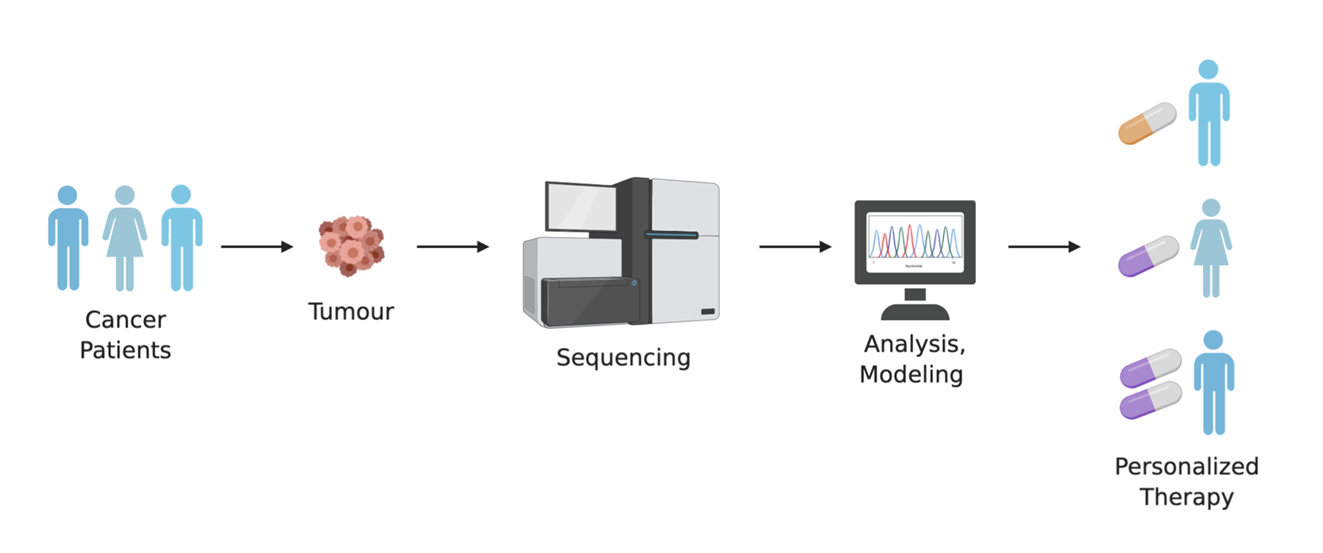 Cancer
Patients
Tumour
Sequencing
Analysis,
Modeling
Personalized
Therapy